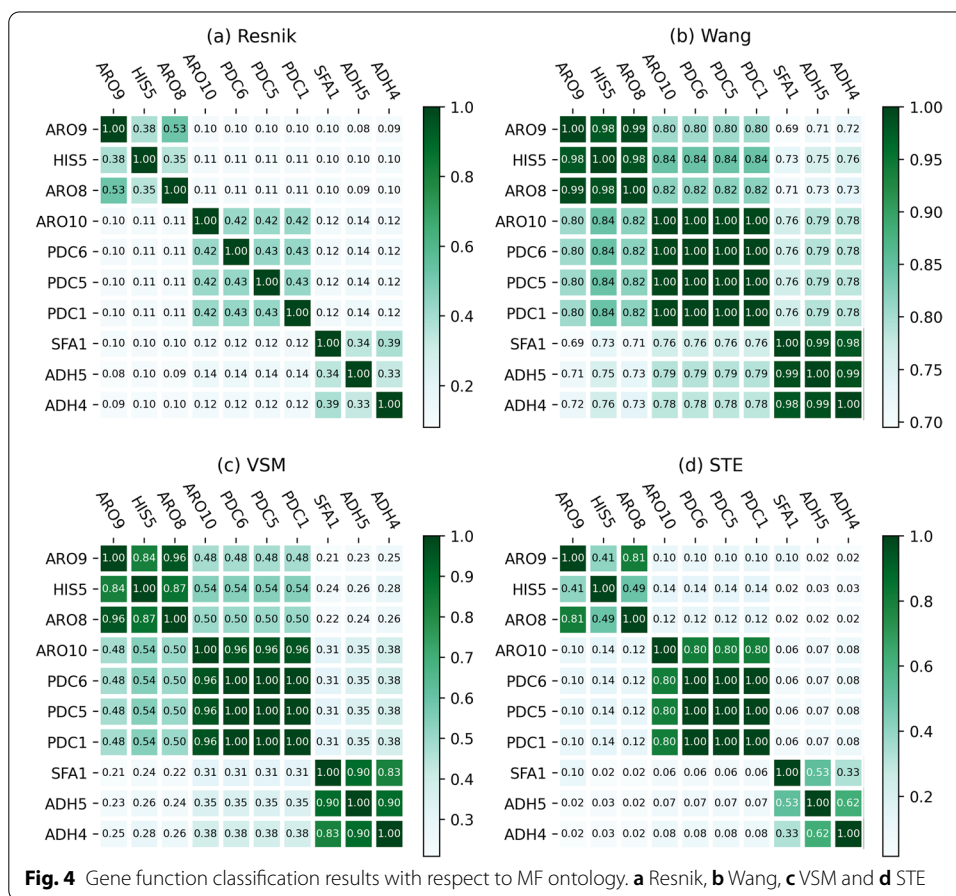 (a) Resnik
ARO9 HIS5 ARO8 ARO10 PDC6 PDC5 PDC1 SFA1 ADH5 ADH4
ARO9 1.00 0.38 0.53 0.10 0.10 0.10 0.10 0.10 0.08 0.09
HIS5 0.38 1.00 0.35 0.11 0.11 0.11 0.11 0.10 0.10 0.10
ARO8 0.53 0.35 1.00 0.11 0.11 0.11 0.11 0.10 0.09 0.10
ARO10 0.10 0.11 0.11 1.00 0.42 0.42 0.42 0.12 0.14 0.12
PDC6 0.10 0.11 0.11 0.42 1.00 0.43 0.43 0.12 0.14 0.12
PDC5 0.10 0.11 0.11 0.42 0.43 1.00 0.43 0.12 0.14 0.12
PDC1 0.10 0.11 0.11 0.42 0.43 0.43 1.00 0.12 0.14 0.12
SFA1 0.10 0.10 0.10 0.12 0.12 0.12 0.12 1.00 0.34 0.39
ADH5 0.08 0.10 0.09 0.14 0.14 0.14 0.14 0.34 1.00 0.33
ADH4 0.09 0.10 0.10 0.12 0.12 0.12 0.12 0.39 0.33 1.00
1.0
0.8
0.6
0.4
0.2
(b) Wang
ARO9 HIS5 ARO8 ARO10 PDC6 PDC5 PDC1 SFA1 ADH5 ADH4
ARO9 1.00 0.98 0.99 0.80 0.80 0.80 0.80 0.69 0.71 0.72
HIS5 0.98 1.00 0.98 0.84 0.84 0.84 0.84 0.73 0.75 0.76
ARO8 0.99 0.98 1.00 0.82 0.82 0.82 0.82 0.71 0.73 0.73
ARO10 0.80 0.84 0.82 1.00 1.00 1.00 1.00 0.76 0.79 0.78
PDC6 0.80 0.84 0.82 1.00 1.00 1.00 1.00 0.76 0.79 0.78
PDC5 0.80 0.84 0.82 1.00 1.00 1.00 1.00 0.76 0.79 0.78
PDC1 0.80 0.84 0.82 1.00 1.00 1.00 1.00 0.76 0.79 0.78
SFA1 0.69 0.73 0.71 0.76 0.76 0.76 0.76 1.00 0.99 0.98
ADH5 0.71 0.75 0.73 0.79 0.79 0.79 0.79 0.99 1.00 0.99
ADH4 0.72 0.76 0.73 0.78 0.78 0.78 0.78 0.98 0.99 1.00
1.00
0.95
0.90
0.85
0.80
0.75
0.70
(c) VSM
ARO9 HIS5 ARO8 ARO10 PDC6 PDC5 PDC1 SFA1 ADH5 ADH4
ARO9 1.00 0.84 0.96 0.48 0.48 0.48 0.48 0.21 0.23 0.25
HIS5 0.84 1.00 0.87 0.54 0.54 0.54 0.54 0.24 0.26 0.28
ARO8 0.96 0.87 1.00 0.50 0.50 0.50 0.50 0.22 0.24 0.26
ARO10 0.48 0.54 0.50 1.00 0.96 0.96 0.96 0.31 0.35 0.38
PDC6 0.48 0.54 0.50 0.96 1.00 1.00 1.00 0.31 0.35 0.38
PDC5 0.48 0.54 0.50 0.96 1.00 1.00 1.00 0.31 0.35 0.38
PDC1 0.48 0.54 0.50 0.96 1.00 1.00 1.00 0.31 0.35 0.38
SFA1 0.21 0.24 0.22 0.31 0.31 0.31 0.31 1.00 0.90 0.83
ADH5 0.23 0.26 0.24 0.35 0.35 0.35 0.35 0.90 1.00 0.90
ADH4 0.25 0.28 0.26 0.38 0.38 0.38 0.38 0.83 0.90 1.00
1.0
0.9
0.8
0.7
0.6
0.5
0.4
0.3
(d) STE
ARO9 HIS5 ARO8 ARO10 PDC6 PDC5 PDC1 SFA1 ADH5 ADH4
ARO9 1.00 0.41 0.81 0.10 0.10 0.10 0.10 0.10 0.02 0.02
HIS5 0.41 1.00 0.49 0.14 0.14 0.14 0.14 0.02 0.03 0.03
ARO8 0.81 0.49 1.00 0.12 0.12 0.12 0.12 0.02 0.02 0.02
ARO10 0.10 0.14 0.12 1.00 0.80 0.80 0.80 0.06 0.07 0.08
PDC6 0.10 0.14 0.12 0.80 1.00 1.00 1.00 0.06 0.07 0.08
PDC5 0.10 0.14 0.12 0.80 1.00 1.00 1.00 0.06 0.07 0.08
PDC1 0.10 0.14 0.12 0.80 1.00 1.00 1.00 0.06 0.07 0.08
SFA1 0.10 0.02 0.02 0.06 0.06 0.06 0.06 1.00 0.53 0.33
ADH5 0.02 0.03 0.02 0.07 0.07 0.07 0.07 0.53 1.00 0.62
ADH4 0.02 0.03 0.02 0.08 0.08 0.08 0.08 0.33 0.62 1.00
1.0
0.8
0.6
0.4
0.2
Fig. 4 Gene function classification results with respect to MF ontology. a Resnik, b Wang, c VSM and d STE